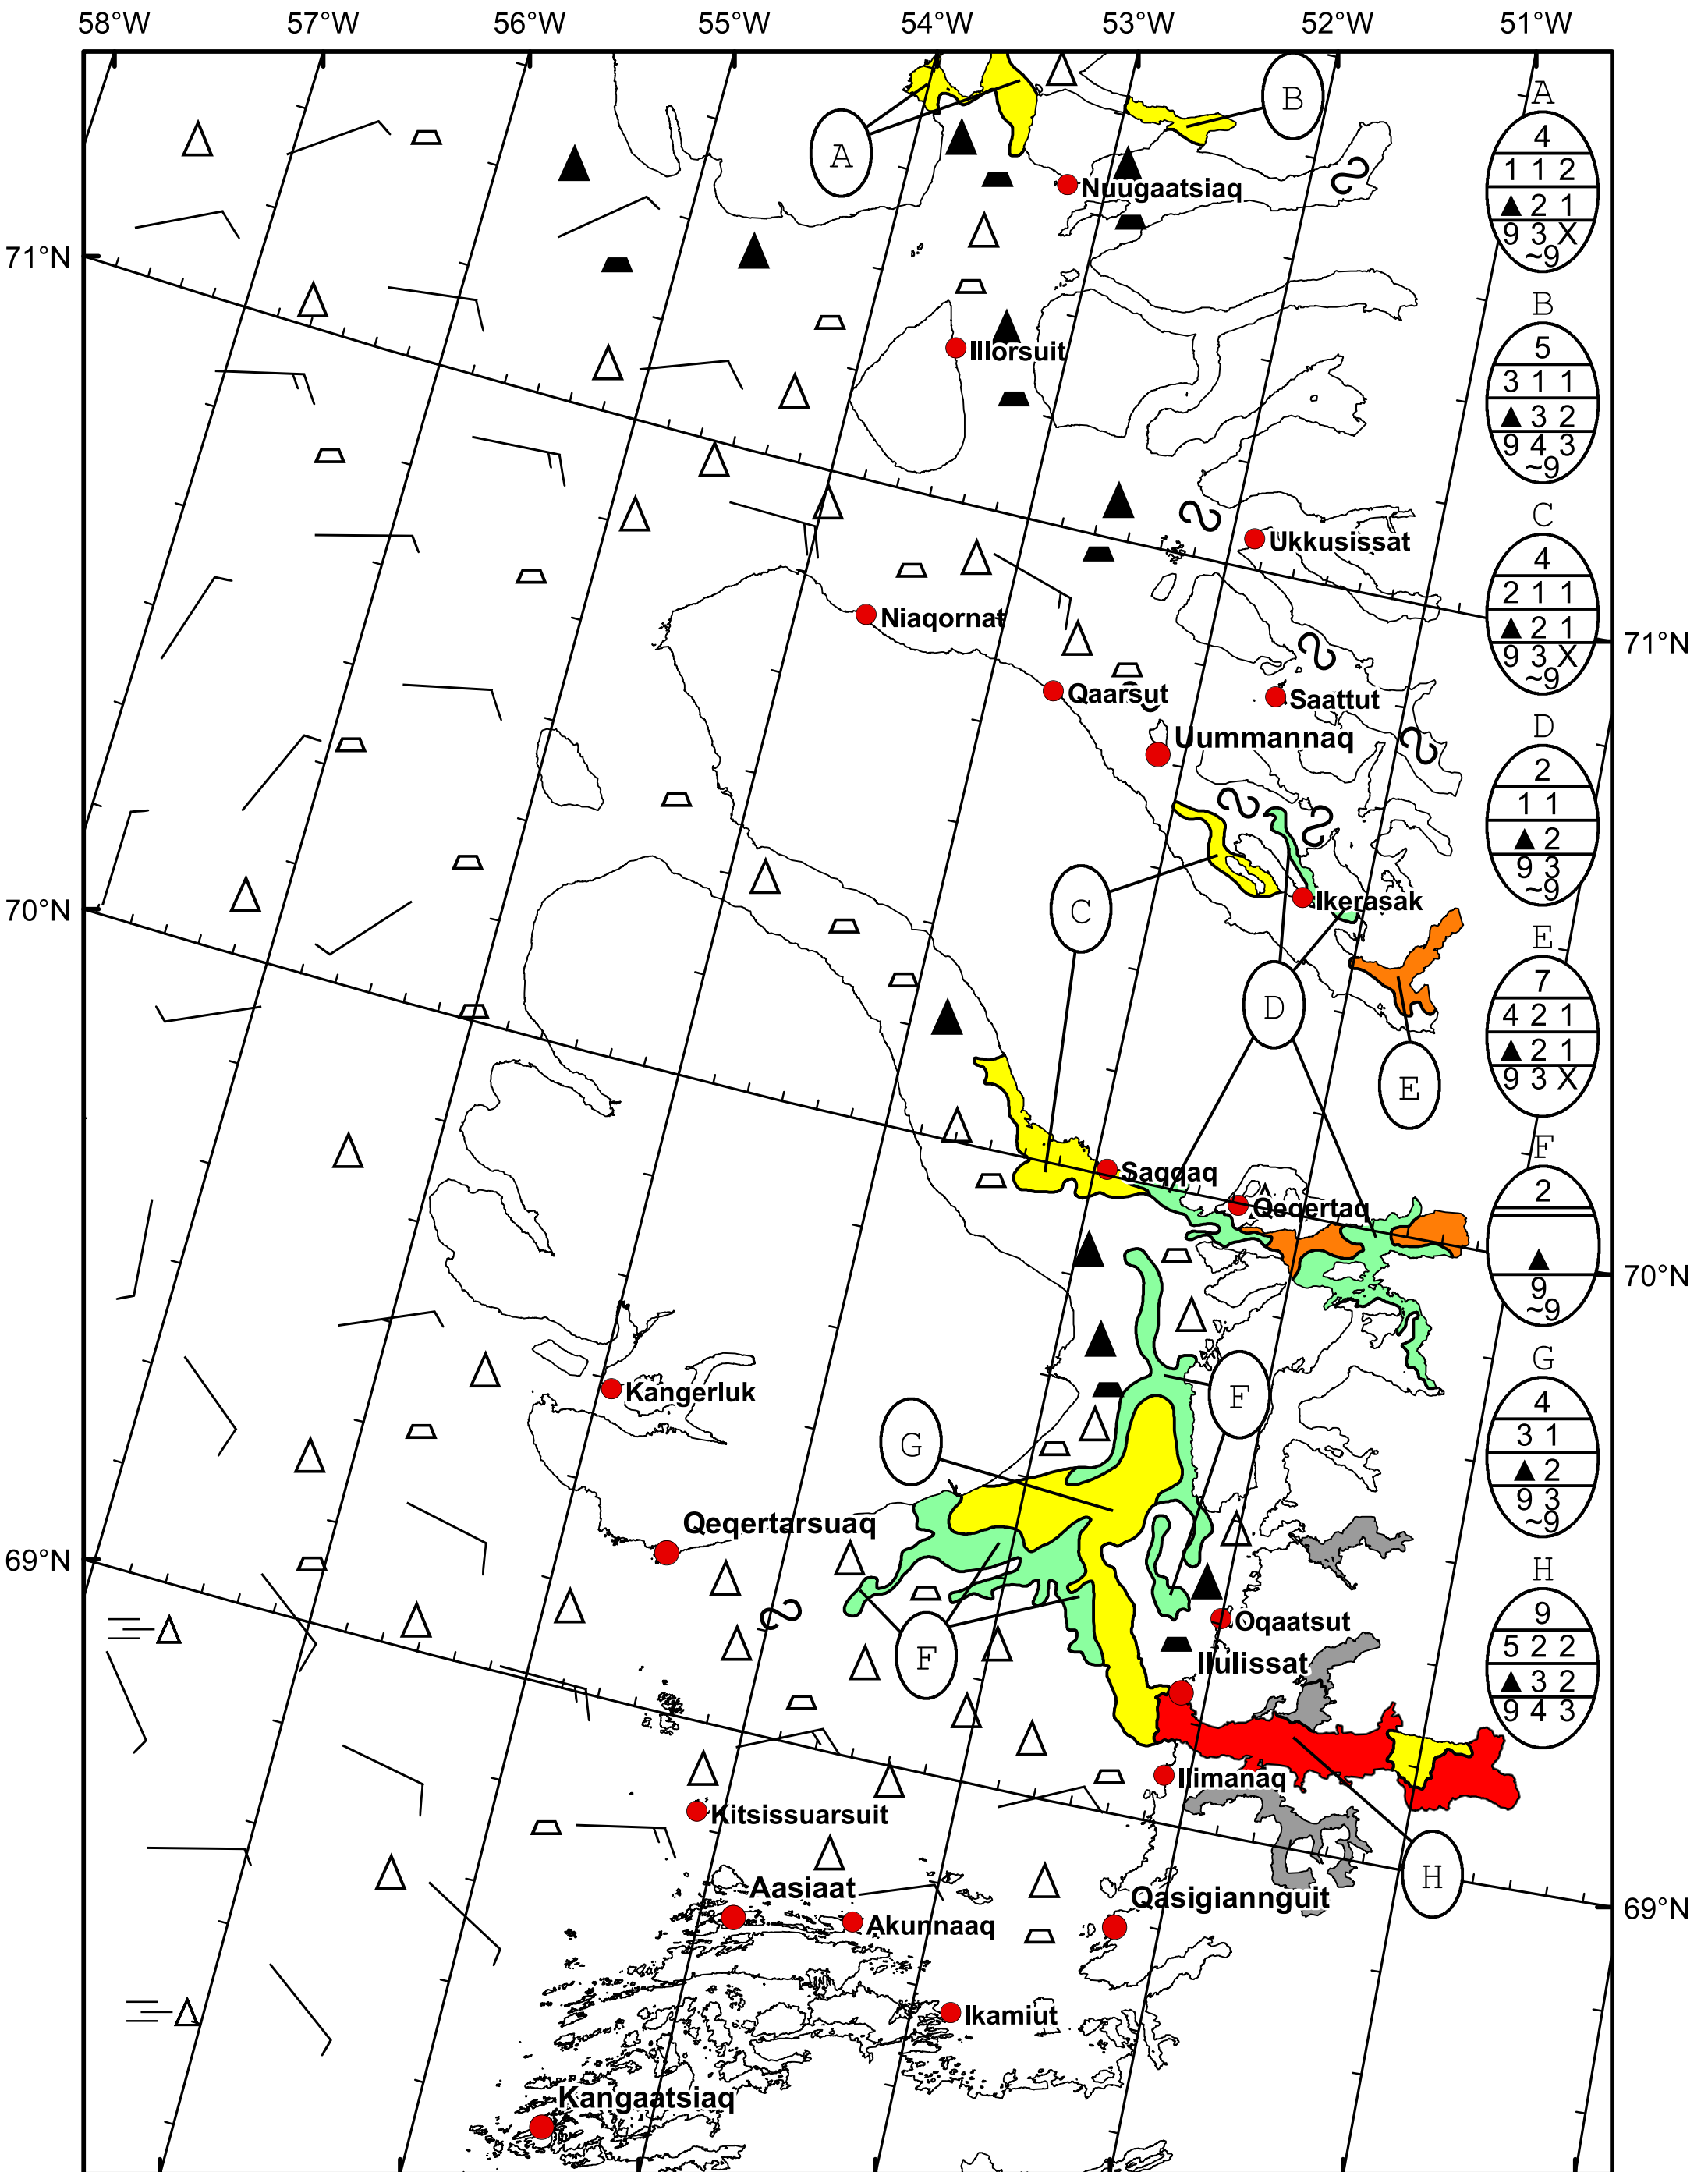 58°W 57°W 56°W 55°W 54°W 53°W 52°W 51°W
A
4
1 1 2
▲ 2 1
9 3 X
~9
B
5
3 1 1
▲ 3 2
9 4 3
~9
C
4
2 1 1
▲ 2 1
9 3 X
~9
D
2
1 1
▲ 2
9 3
~9
E
7
4 2 1
▲ 2 1
9 3 X
F
2
▲
9
~9
G
4
3 1
▲ 2
9 3
~9
H
9
5 2 2
▲ 3 2
9 4 3
B
A
Nuugaatsiaq
71°N
Illorsuit
Ukkusissat
Niaqornat
71°N
Qaarsut
Saattut
Uummannaq
C
Ikerasak
70°N
D
E
Saqqaq
Qeqertaq
70°N
Kangerluk
F
G
Qeqertarsuaq
69°N
Oqaatsut
F
Ilulissat
Ilimanaq
Kitsissuarsuit
H
Aasiaat
Qasigiannguit
69°N
Akunnaaq
Ikamiut
Kangaatsiaq